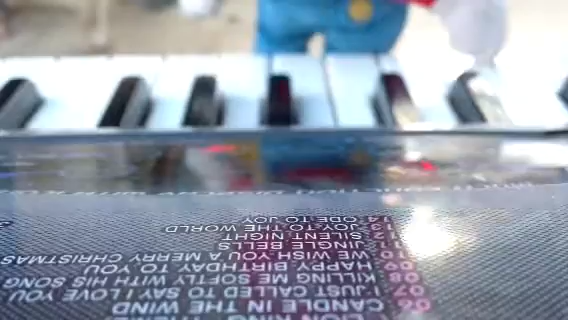 LION KING
06 CANDLE IN THE WIND
07 JUST CALLED TO SAY I LOVE YOU
08 KILLING ME SOFTLY WITH HIS SONG
09 HAPPY BIRTHDAY TO YOU
10 WE WISH YOU A MERRY CHRISTMAS
11 JINGLE BELLS
12 SILENT NIGHT
13 JOY TO THE WORLD
14 ODE TO JOY